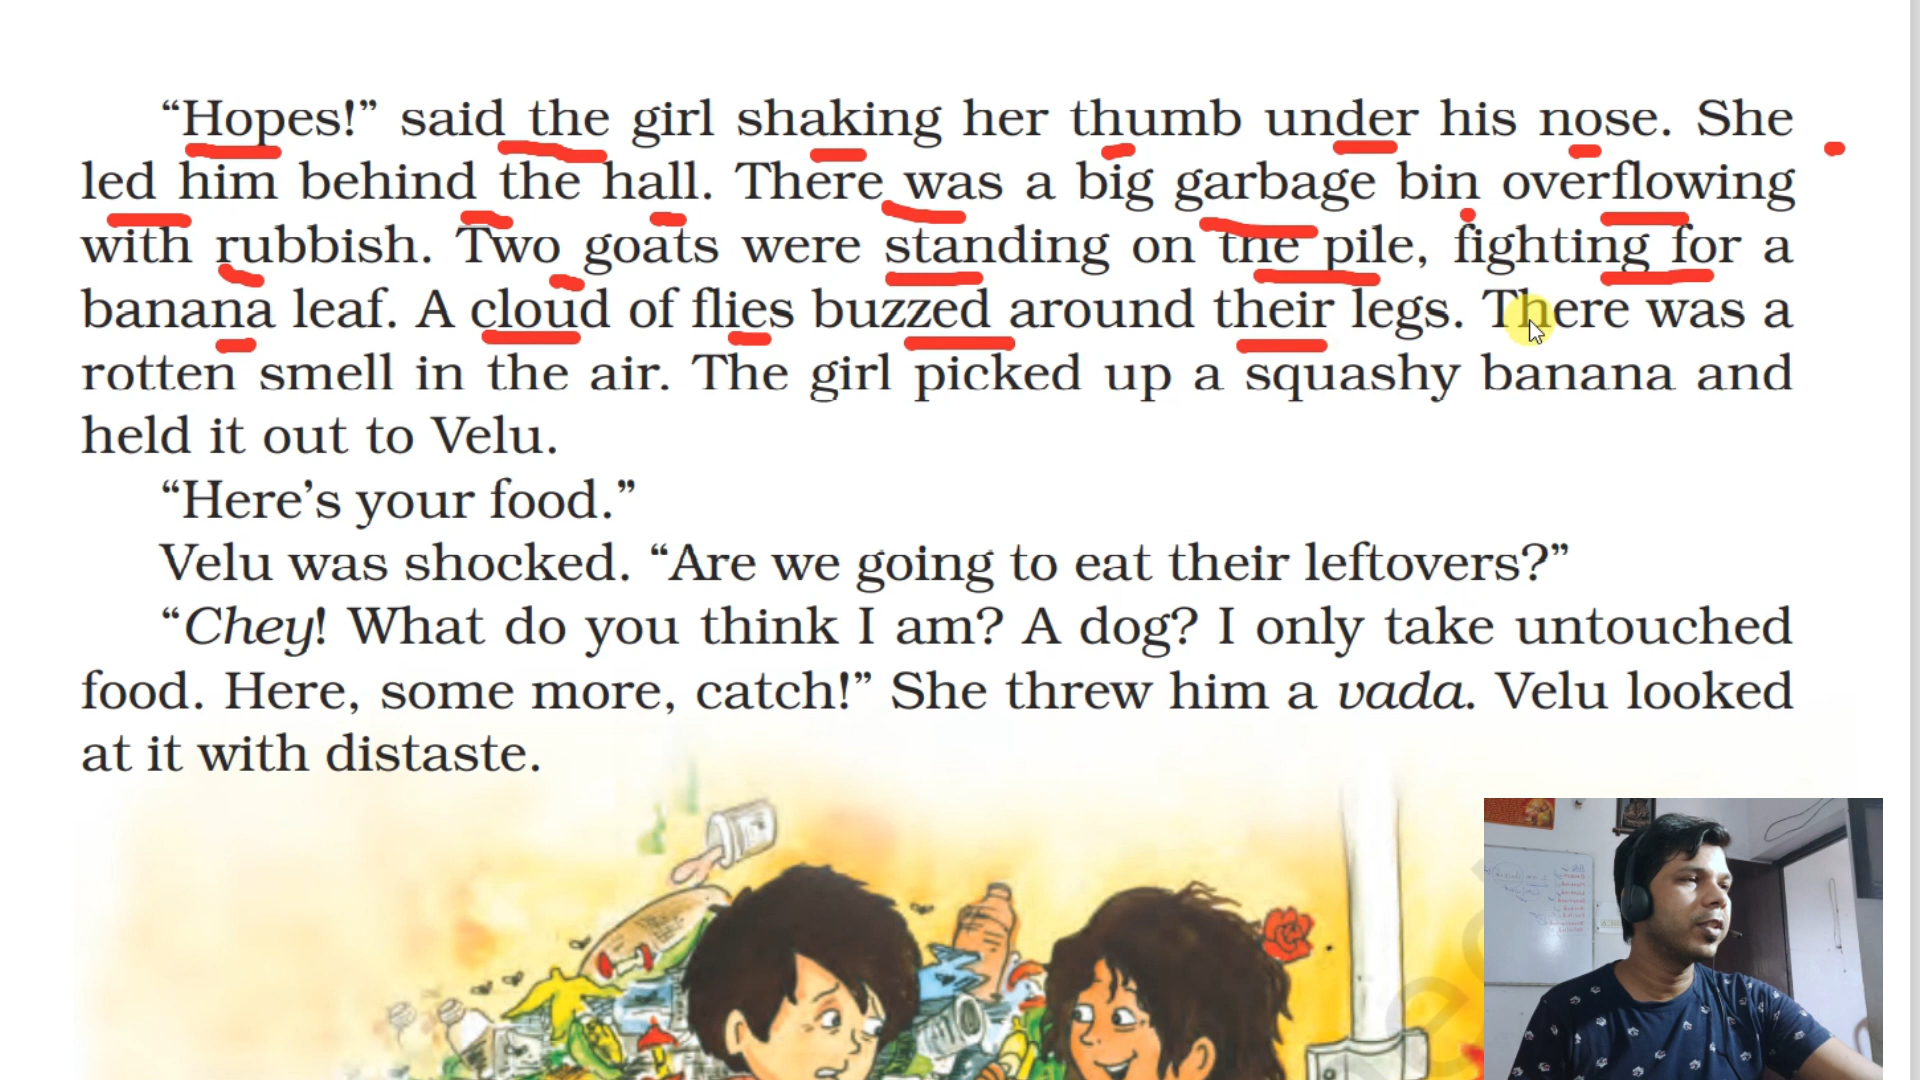 “Hopes!” said the girl shaking her thumb under his nose. She
led him behind the hall. There was a big garbage bin overflowing
with rubbish. Two goats were standing on the pile, fighting for a
banana leaf. A cloud of flies buzzed around their legs. There was a
rotten smell in the air. The girl picked up a squashy banana and
held it out to Velu.
“Here’s your food.”
Velu was shocked. “Are we going to eat their leftovers?”
“Chey! What do you think I am? A dog? I only take untouched
food. Here, some more, catch!” She threw him a vada. Velu looked
at it with distaste.